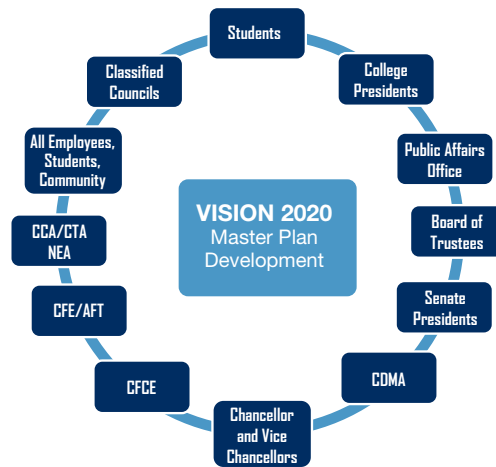 Students
College
Presidents
Public Affairs
Office
Board of
Trustees
Senate
Presidents
CDMA
Chancellor
and Vice
Chancellors
CFCE
CFE/AFT
CCA/CTA
NEA
All Employees,
Students,
Community
Classified
Councils
VISION 2020
Master Plan
Development